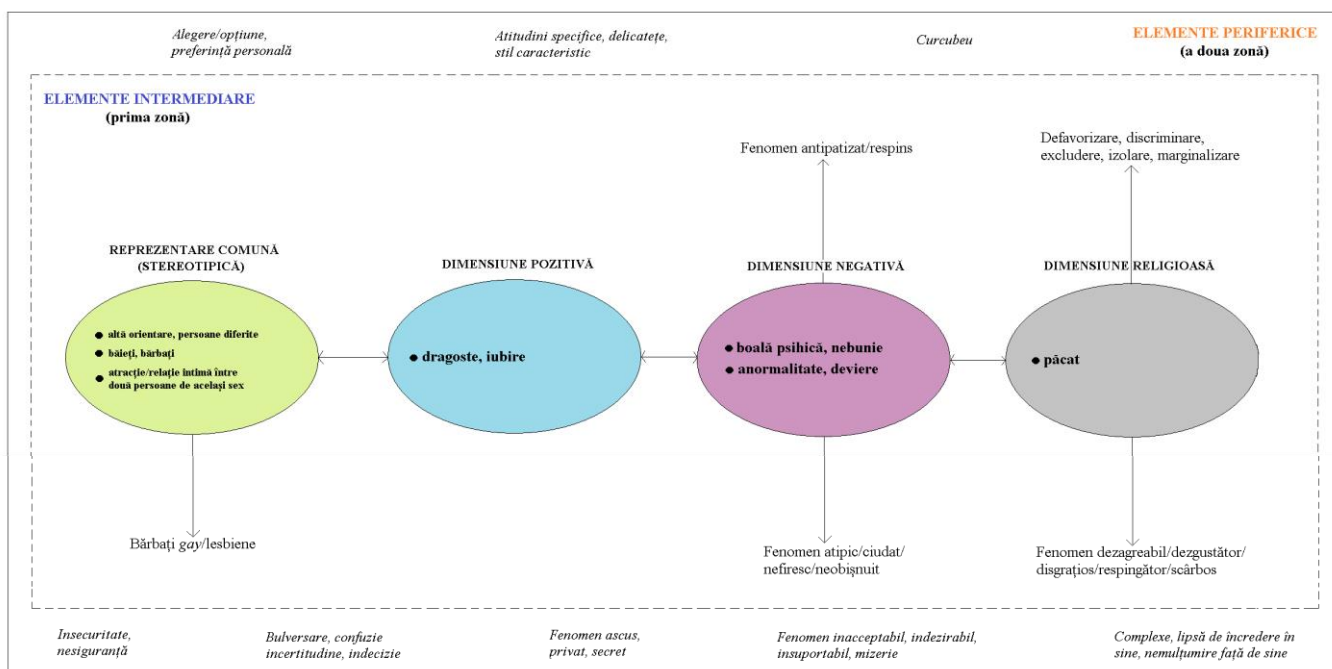 Alegere/opțiune,
preferință personală
Atitudini specifice, delicatețe,
stil caracteristic
Curcubeu
ELEMENTE PERIFERICE
(a doua zonă)
ELEMENTE INTERMEDIARE
(prima zonă)
Fenomen antipatizat/respins
Defavorizare, discriminare,
excludere, izolare, marginalizare
REPREZENTARE COMUNĂ
(STEREOTIPICĂ)
DIMENSIUNE POZITIVĂ
DIMENSIUNE NEGATIVĂ
DIMENSIUNE RELIGIOASĂ
● altă orientare, persoane diferite
● băieți, bărbați
● atracție/relație intimă între
două persoane de același sex
● dragoste, iubire
● boală psihică, nebunie
● anormalitate, deviere
● păcat
Bărbați gay/lesbiene
Fenomen atipic/ciudat/
nefiresc/neobișnuit
Fenomen dezagreabil/dezgustător/
disgrațios/respingător/scârbos
Insecuritate,
nesiguranță
Bulversare, confuzie
incertitudine, indecizie
Fenomen ascus,
privat, secret
Fenomen inacceptabil, indezirabil,
insuportabil, mizerie
Complexe, lipsă de încredere în
sine, nemulțumire față de sine